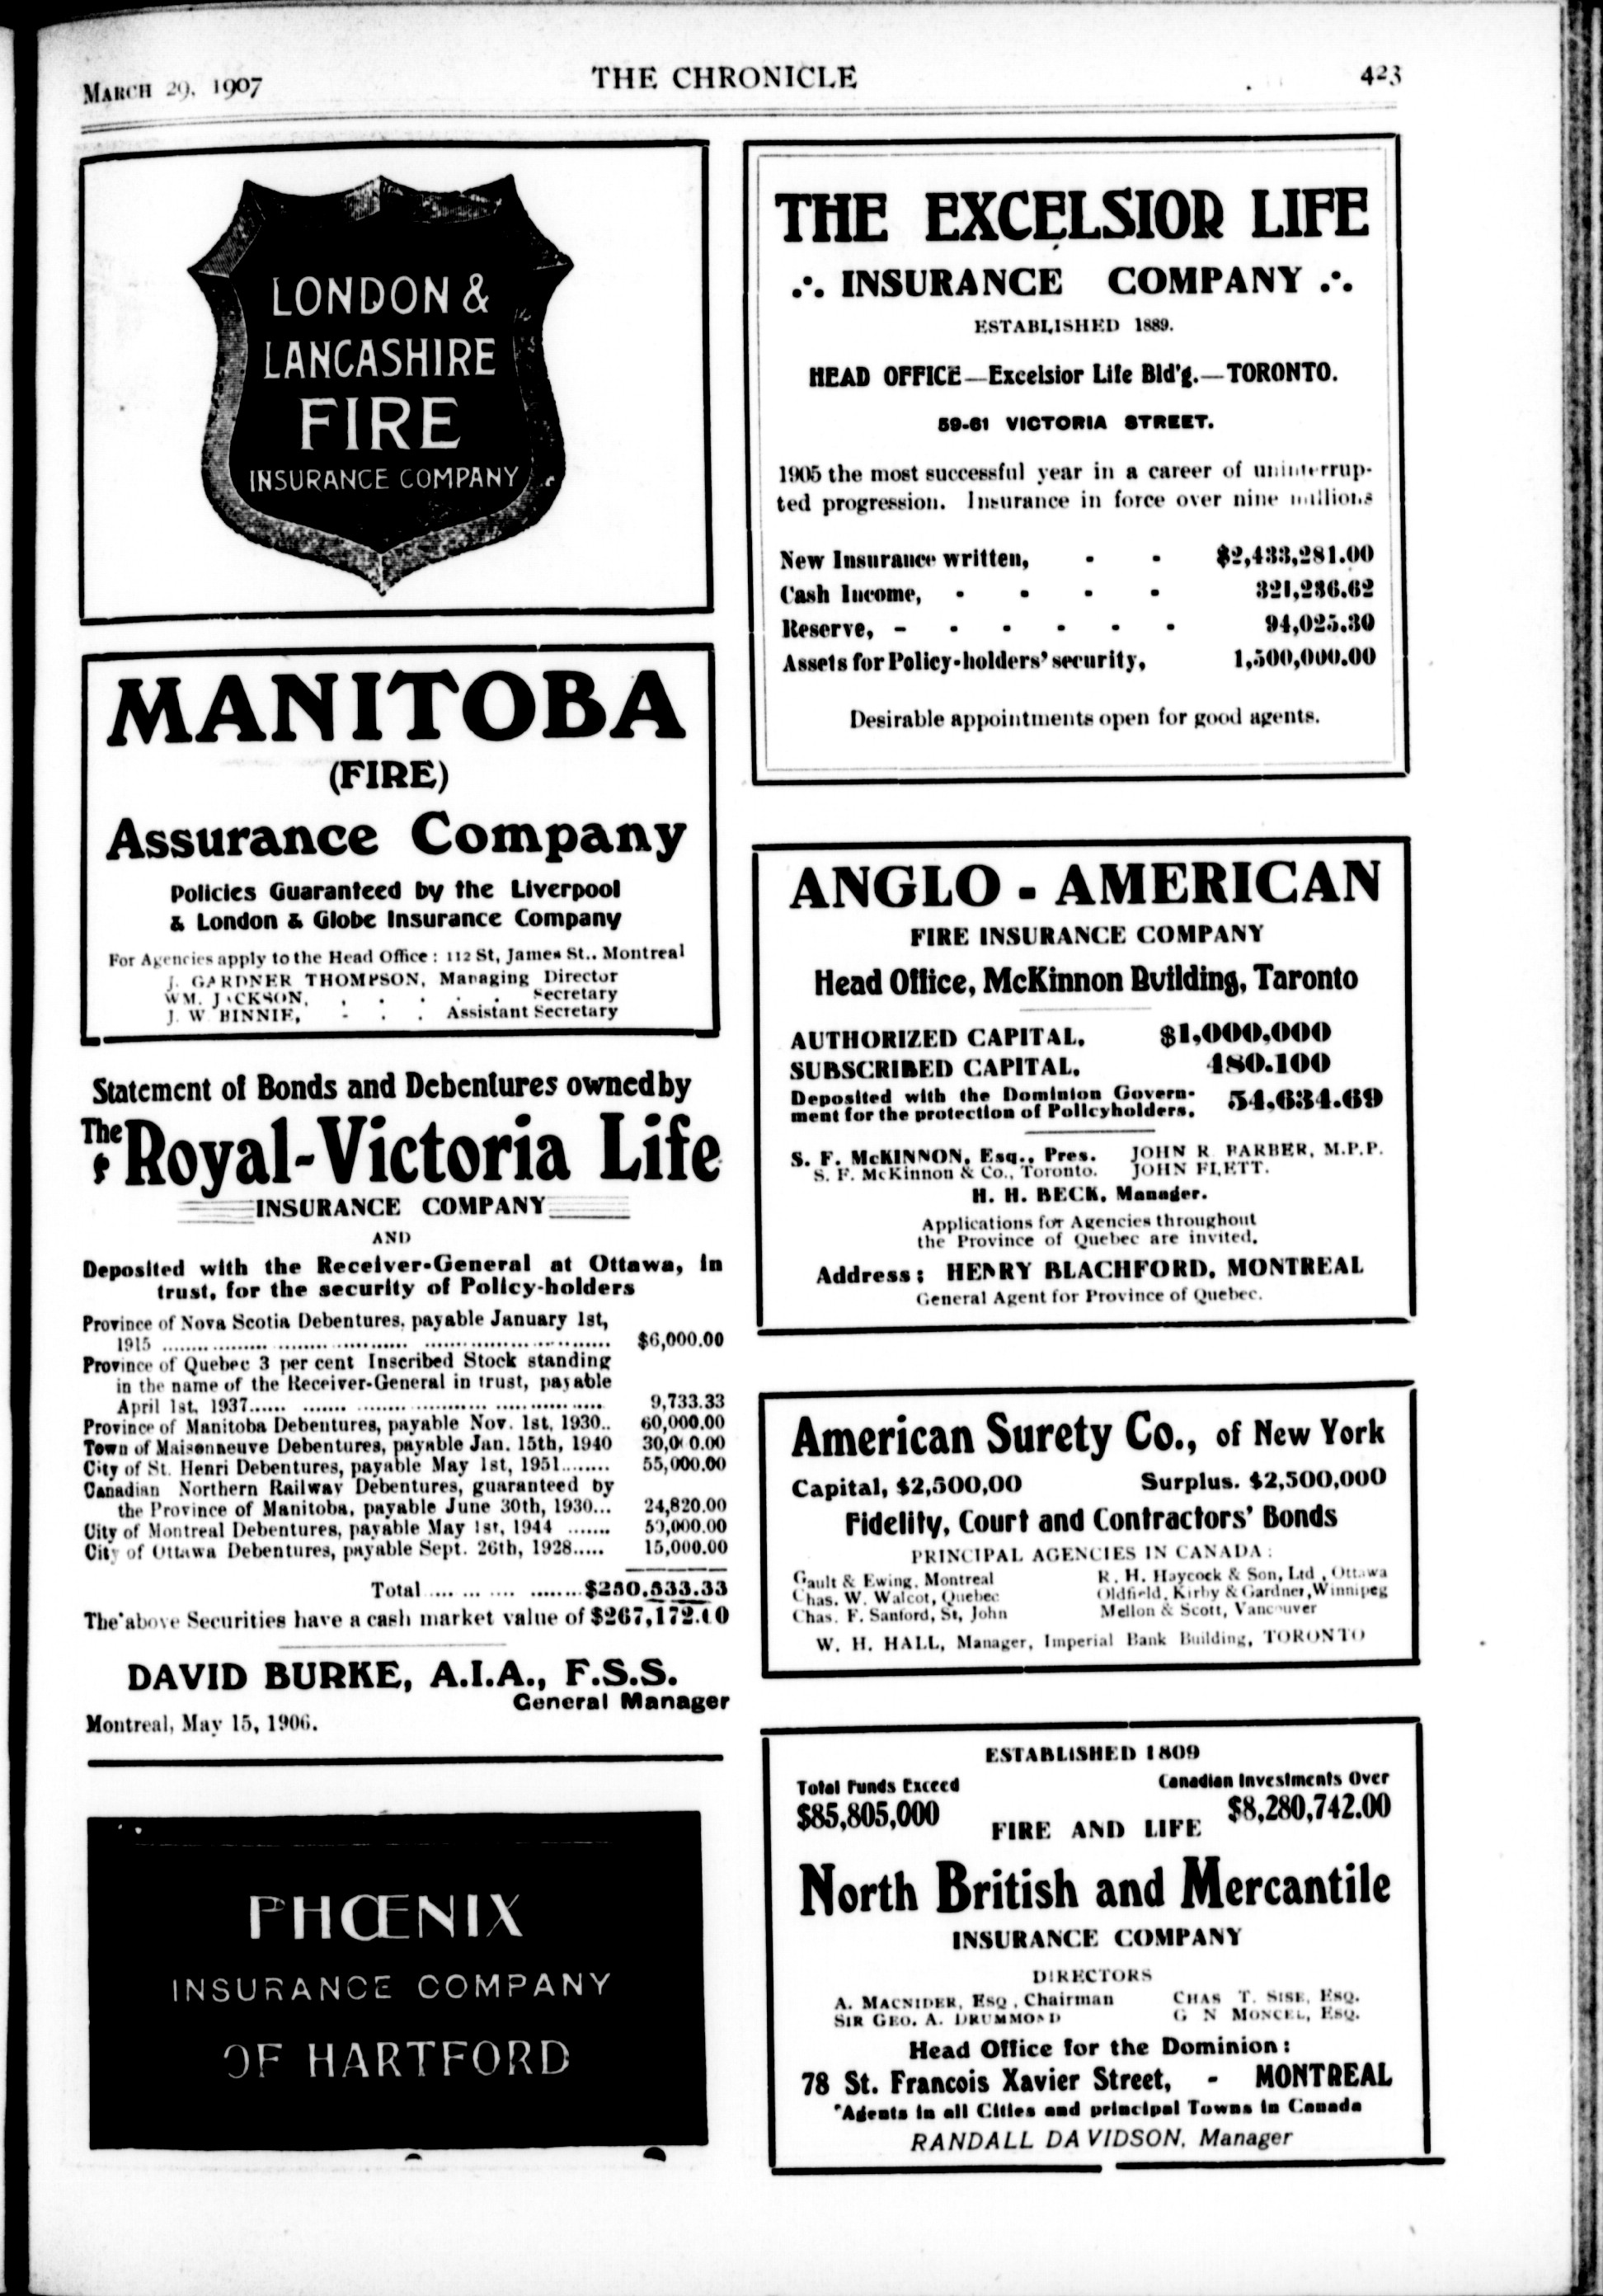 MARCH 29, 1907
THE CHRONICLE
423
LONDON &
LANCASHIRE
FIRE
INSURANCE COMPANY
MANITOBA
(FIRE)
Assurance Company
Policies Guaranteed by the Liverpool
& London & Globe Insurance Company
For Agencies apply to the Head Office : 112 St, James St.. Montreal
J. GARDNER THOMPSON, Managing Director
WM. JACKSON, . . . . . Secretary
J. W BINNIE, - . . Assistant Secretary
Statement of Bonds and Debentures owned by
The Royal-Victoria Life
INSURANCE COMPANY
AND
Deposited with the Receiver-General at Ottawa, in
trust, for the security of Policy-holders
Province of Nova Scotia Debentures, payable January 1st,
1915 ........ $6,000.00
Province of Quebec 3 per cent Inscribed Stock standing
in the name of the Receiver-General in trust, payable
April 1st, 1937...... 9,733.33
Province of Manitoba Debentures, payable Nov. 1st, 1930.. 60,000.00
Town of Maisonneuve Debentures, payable Jan. 15th, 1940 30,000.00
City of St. Henri Debentures, payable May 1st, 1951........ 55,000.00
Canadian Northern Railway Debentures, guaranteed by
the Province of Manitoba, payable June 30th, 1930... 24,820.00
City of Montreal Debentures, payable May 1st, 1944 ....... 50,000.00
City of Ottawa Debentures, payable Sept. 26th, 1928..... 15,000.00
Total .... ... .... ........$250,533.33
The above Securities have a cash market value of $267,172.10
DAVID BURKE, A.I.A., F.S.S.
General Manager
Montreal, May 15, 1906.
PHŒNIX
INSURANCE COMPANY
OF HARTFORD
THE EXCELSIOR LIFE
∴ INSURANCE COMPANY ∴
ESTABLISHED 1889.
HEAD OFFICE—Excelsior Life Bld'g.—TORONTO.
59-61 VICTORIA STREET.
1905 the most successful year in a career of uninterrup-
ted progression. Insurance in force over nine millions
New Insurance written, - - $2,433,281.00
Cash Income, - - - - 321,236.62
Reserve, - - - - - - 94,025.30
Assets for Policy-holders' security, 1,500,000.00
Desirable appointments open for good agents.
ANGLO - AMERICAN
FIRE INSURANCE COMPANY
Head Office, McKinnon Building, Taronto
AUTHORIZED CAPITAL, $1,000,000
SUBSCRIBED CAPITAL, 480.100
Deposited with the Dominion Govern-
ment for the protection of Policyholders, 54,634.69
S. F. McKINNON, Esq., Pres. JOHN R. BARBER, M.P.P.
S. F. McKinnon & Co., Toronto. JOHN FLETT.
H. H. BECK, Manager.
Applications for Agencies throughout
the Province of Quebec are invited.
Address: HENRY BLACHFORD, MONTREAL
General Agent for Province of Quebec.
American Surety Co., of New York
Capital, $2,500,00 Surplus. $2,500,000
Fidelity, Court and Contractors' Bonds
PRINCIPAL AGENCIES IN CANADA:
Gault & Ewing, Montreal R. H. Haycock & Son, Ltd, Ottawa
Chas. W. Walcot, Quebec Oldfield, Kirby & Gardner, Winnipeg
Chas. F. Sanford, St, John Mellon & Scott, Vancouver
W. H. HALL, Manager, Imperial Bank Building, TORONTO
ESTABLISHED 1809
Total Funds Exceed Canadian Investments Over
$85,805,000 $8,280,742.00
FIRE AND LIFE
North British and Mercantile
INSURANCE COMPANY
DIRECTORS
A. MACNIDER, ESQ., Chairman CHAS T. SISE, ESQ.
SIR GEO. A. DRUMMOND G N MONCEL, ESQ.
Head Office for the Dominion:
78 St. Francois Xavier Street, - MONTREAL
Agents in all Cities and principal Towns in Canada
RANDALL DAVIDSON, Manager